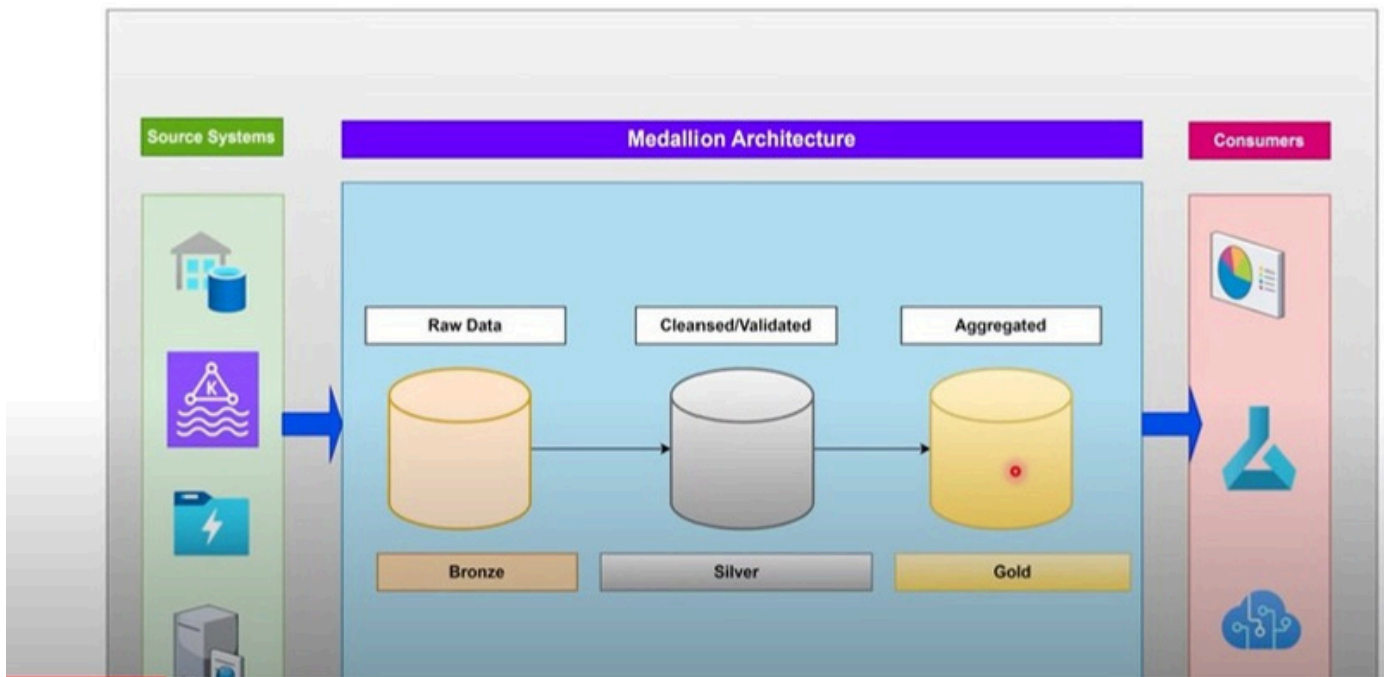 Source Systems
Medallion Architecture
Consumers
Raw Data
Cleansed/Validated
Aggregated
K
Bronze
Silver
Gold